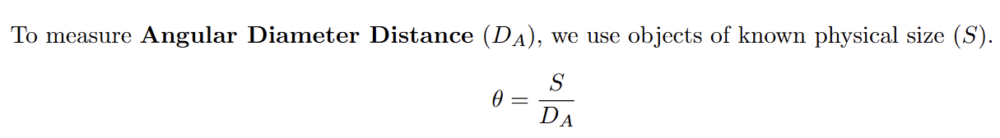 To measure Angular Diameter Distance (D_A), we use objects of known physical size (S).
θ = S / D_A